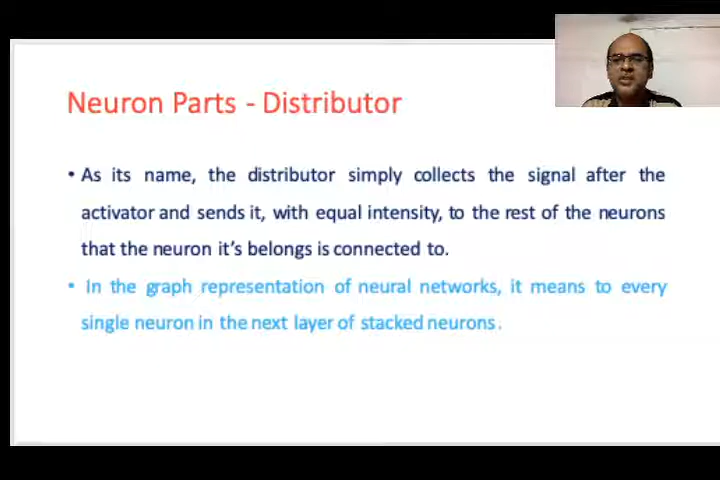 Neuron Parts - Distributor
• As its name, the distributor simply collects the signal after the
activator and sends it, with equal intensity, to the rest of the neurons
that the neuron it's belongs is connected to.
• In the graph representation of neural networks, it means to every
single neuron in the next layer of stacked neurons.